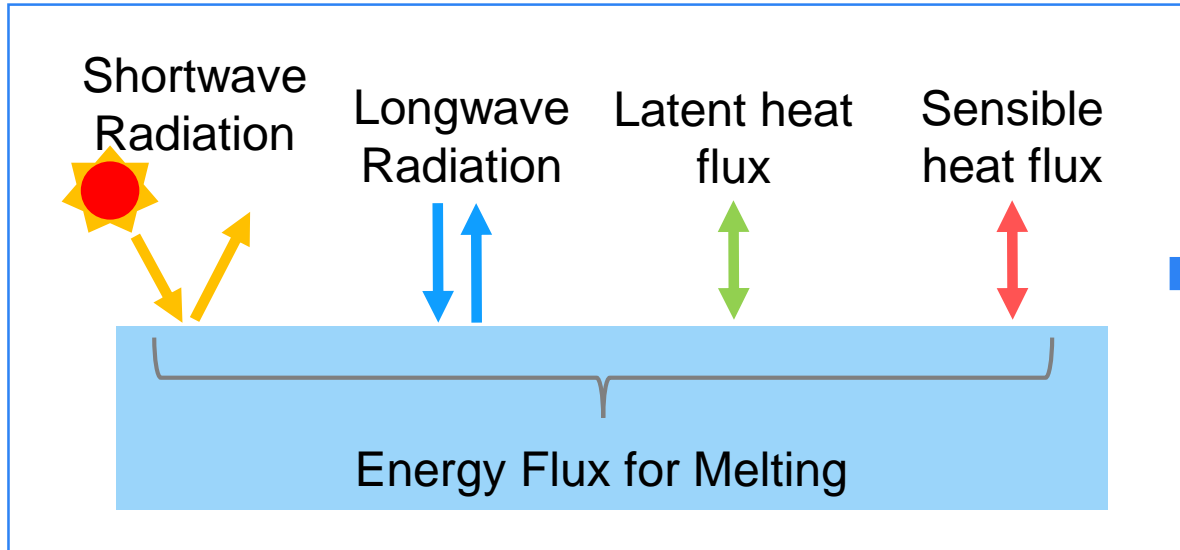 Shortwave
Radiation
Longwave
Radiation
Latent heat
flux
Sensible
heat flux
Energy Flux for Melting